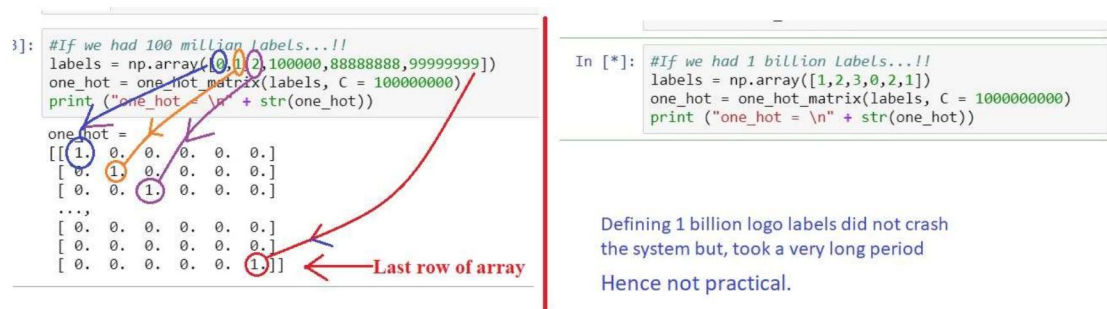 3]: #If we had 100 millian Labels...!!
labels = np.array([0,1,2,100000,88888888,99999999])
one_hot = one_hot_matrix(labels, C = 100000000)
print ("one_hot = \n" + str(one_hot))
one_hot =
[[ 1. 0. 0. 0. 0. 0.]
[ 0. 1. 0. 0. 0. 0.]
[ 0. 0. 1. 0. 0. 0.]
...,
[ 0. 0. 0. 0. 0. 0.]
[ 0. 0. 0. 0. 0. 0.]
[ 0. 0. 0. 0. 0. 1.]]
Last row of array
In [*]: #If we had 1 billion Labels...!!
labels = np.array([1,2,3,0,2,1])
one_hot = one_hot_matrix(labels, C = 1000000000)
print ("one_hot = \n" + str(one_hot))
Defining 1 billion logo labels did not crash
the system but, took a very long period
Hence not practical.